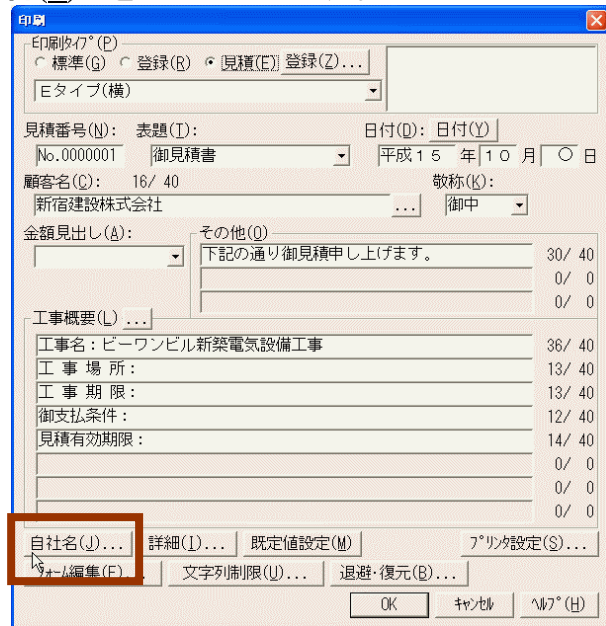 印刷
印刷ﾀｲﾌﾟ(P)
標準(G) 登録(R) 見積(E) 登録(Z)...
Eタイプ(横)
見積番号(N): 表題(T): 日付(D): 日付(Y)
No.0000001 御見積書 平成15 年 10 月 〇 日
顧客名(C): 16/ 40 敬称(K):
新宿建設株式会社 ... 御中
金額見出し(A): その他(O)
下記の通り御見積申し上げます。 30/ 40
0/ 0
0/ 0
工事概要(L) ...
工事名：ビーワンビル新築電気設備工事 36/ 40
工 事 場 所： 13/ 40
工 事 期 限： 13/ 40
御支払条件： 12/ 40
見積有効期限： 14/ 40
0/ 0
0/ 0
0/ 0
自社名(J)... 詳細(I)... 既定値設定(M) ﾌﾟﾘﾝﾀ設定(S)...
ﾌｫｰﾑ編集(F)... 文字列制限(U)... 退避･復元(B)...
OK ｷｬﾝｾﾙ ﾍﾙﾌﾟ(H)